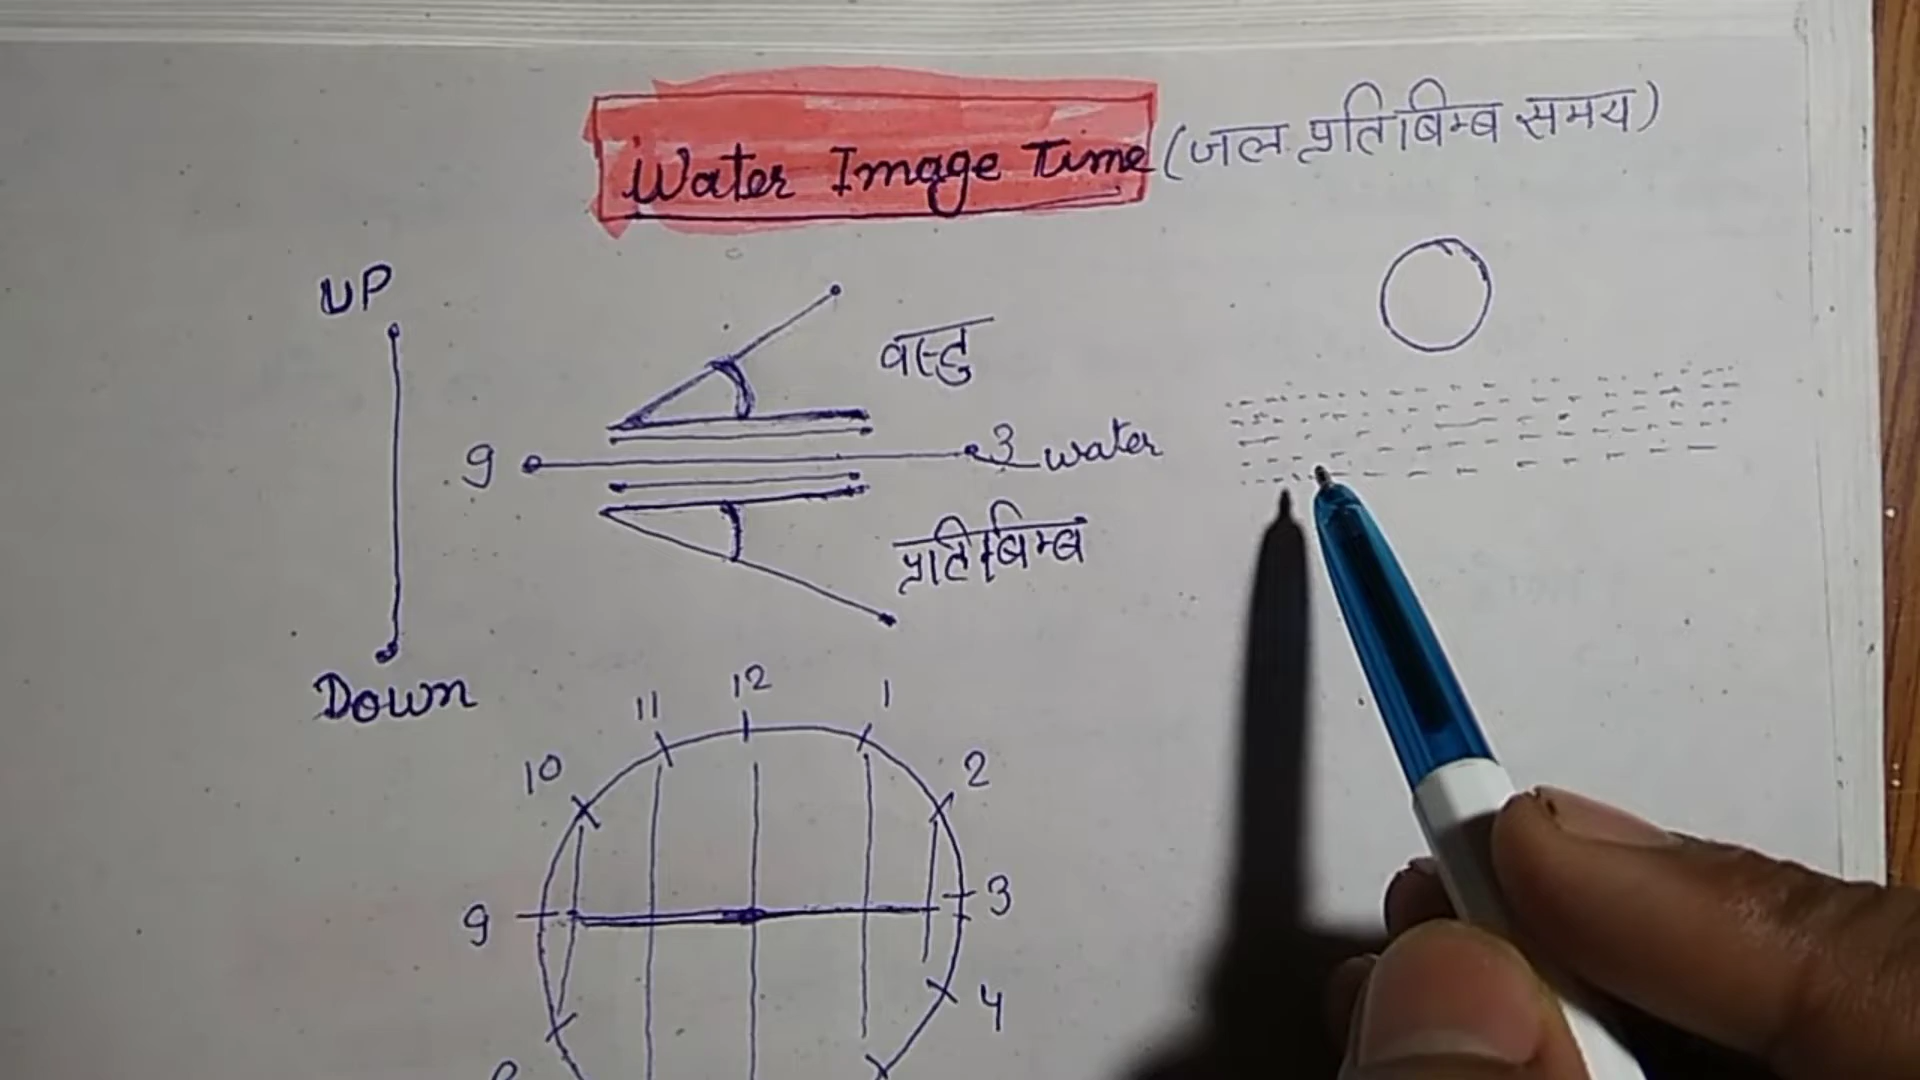 Water Image Time (जल प्रतिबिम्ब समय)
UP
वस्तु
9 3 water
प्रतिबिम्ब
Down
11 12 1
10 2
9 3
4